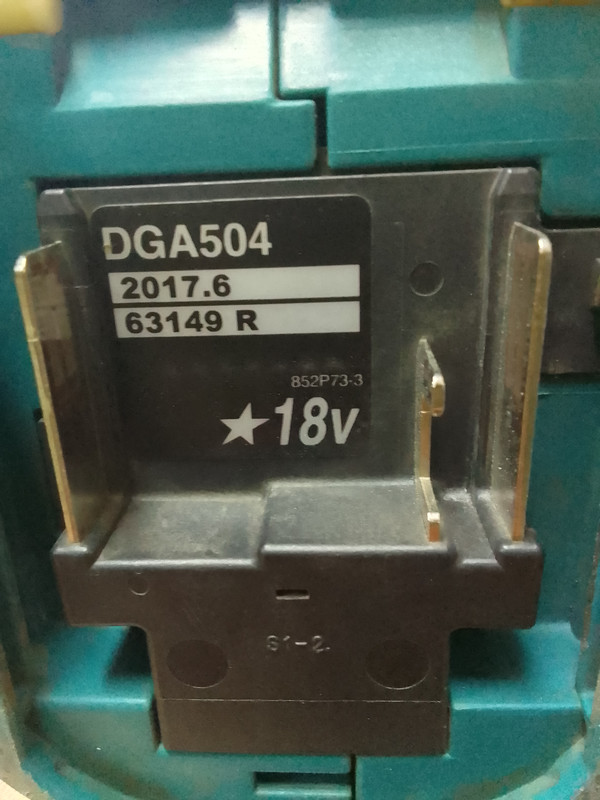 DGA504
2017.6
63149 R
852P73-3
★18V
S1-2.